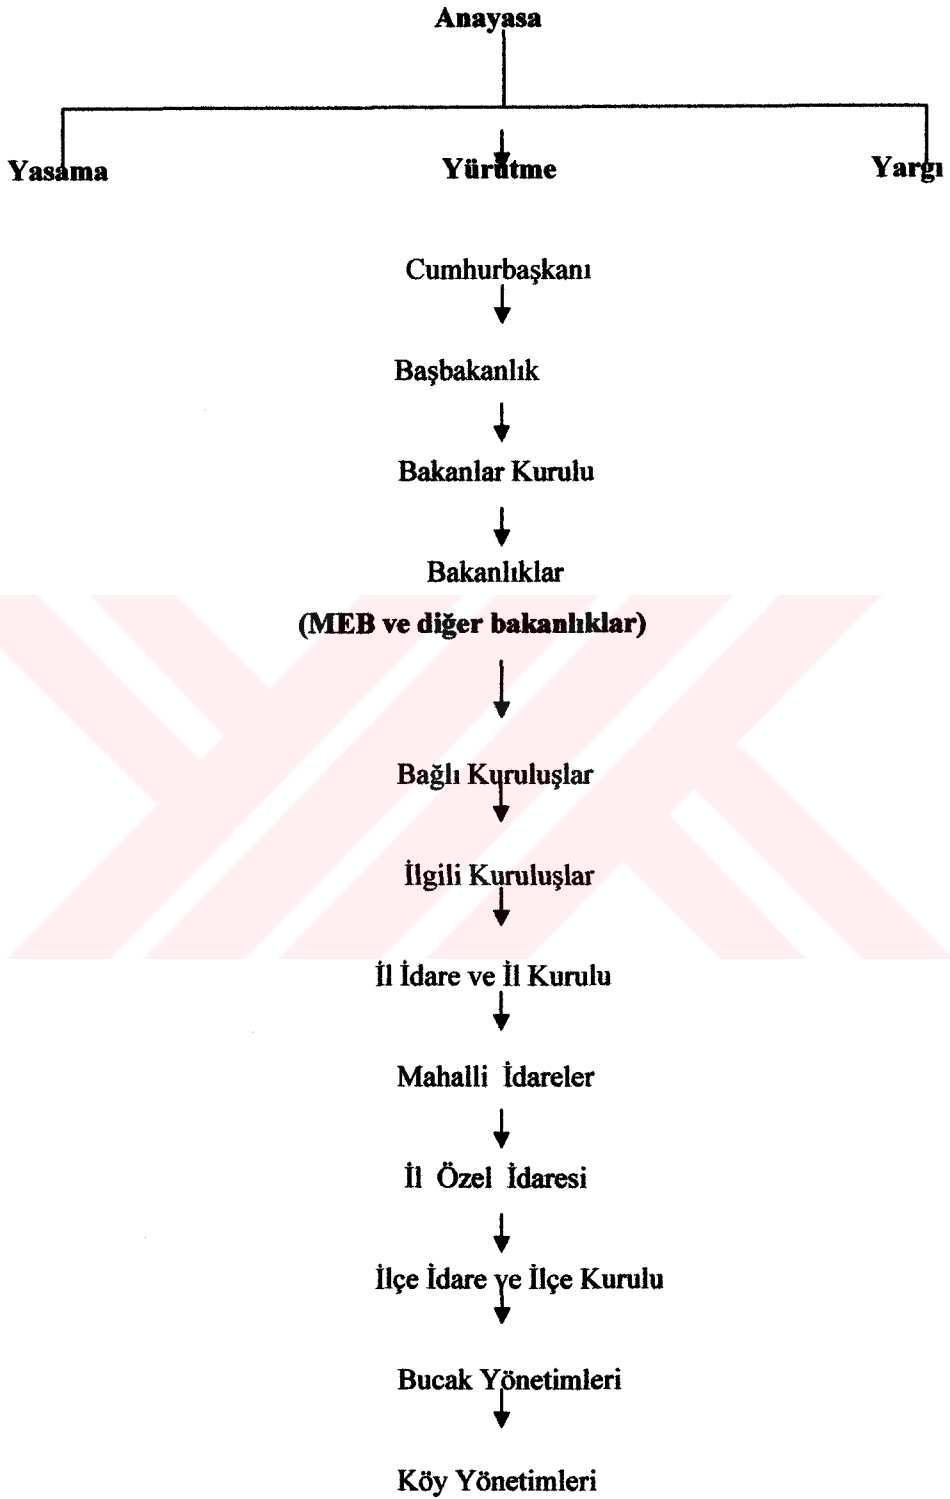 Anayasa
Yasama Yürütme Yargı
Cumhurbaşkanı
Başbakanlık
Bakanlar Kurulu
Bakanlıklar
(MEB ve diğer bakanlıklar)
Bağlı Kuruluşlar
İlgili Kuruluşlar
İl İdare ve İl Kurulu
Mahalli İdareler
İl Özel İdaresi
İlçe İdare ve İlçe Kurulu
Bucak Yönetimleri
Köy Yönetimleri